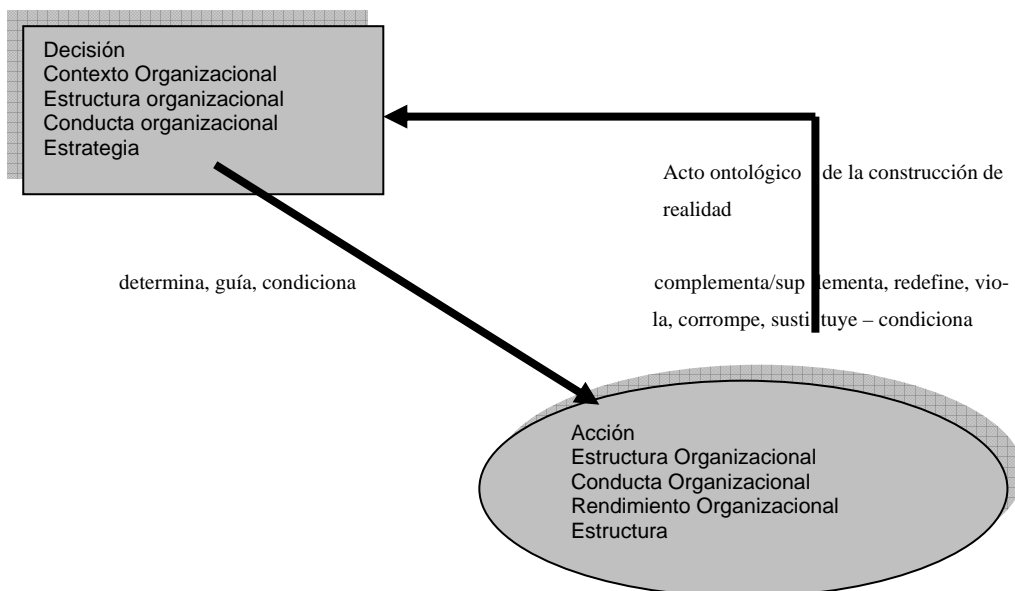 Decisión
Contexto Organizacional
Estructura organizacional
Conducta organizacional
Estrategia
Acto ontológico de la construcción de
realidad
determina, guía, condiciona
complementa/suplementa, redefine, vio-
la, corrompe, sustituye – condiciona
Acción
Estructura Organizacional
Conducta Organizacional
Rendimiento Organizacional
Estructura